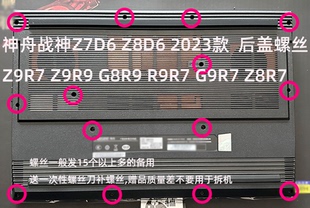 神舟战神Z7D6 Z8D6 2023款 后盖螺丝
Z9R7 Z9R9 G8R9 R9R7 G9R7 Z8R7
螺丝一般发15个以上多的备用
送一次性螺丝刀补螺丝,赠品质量差不要用于拆机